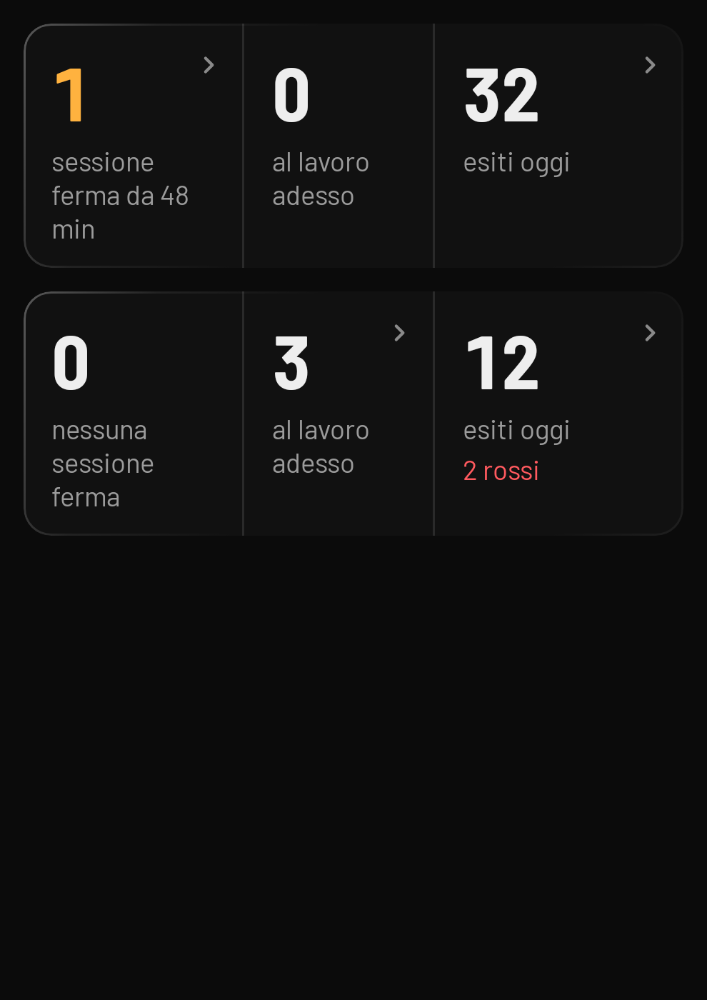 1
sessione
ferma da 48
min
0
al lavoro
adesso
32
esiti oggi
0
nessuna
sessione
ferma
3
al lavoro
adesso
12
esiti oggi
2 rossi